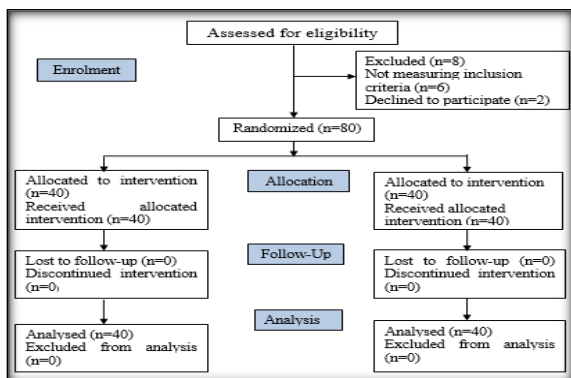 Assessed for eligibility
Enrolment
Excluded (n=8)
Not measuring inclusion
criteria (n=6)
Declined to participate (n=2)
Randomized (n=80)
Allocated to intervention
(n=40)
Received allocated
intervention (n=40)
Allocation
Allocated to intervention
(n=40)
Received allocated
intervention (n=40)
Lost to follow-up (n=0)
Discontinued intervention
(n=0)
Follow-Up
Lost to follow-up (n=0)
Discontinued intervention
(n=0)
Analysis
Analysed (n=40)
Excluded from analysis
(n=0)
Analysed (n=40)
Excluded from analysis
(n=0)